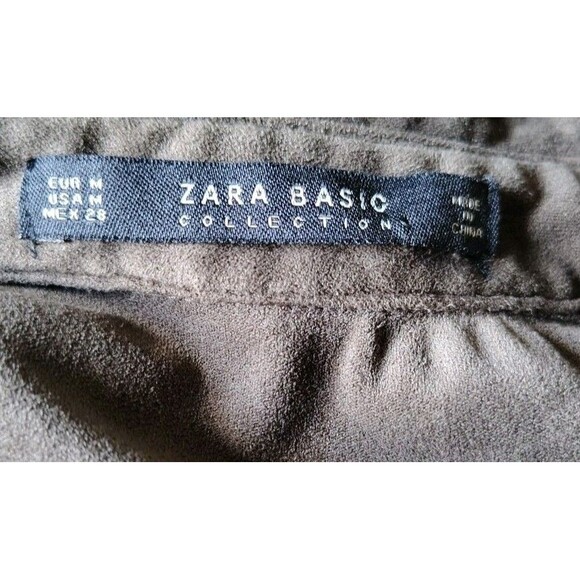 EUR M
USA M
MEX 28
ZARA BASIC
COLLECTION
MADE
IN
CHINA